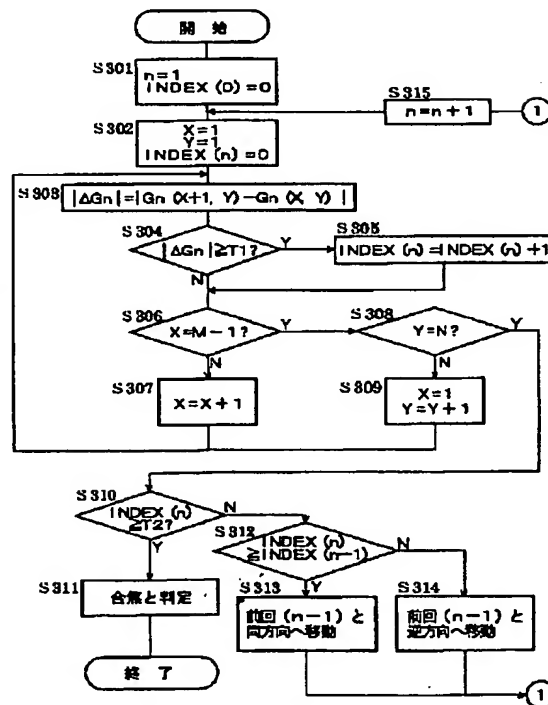 開 始
S301
n=1
INDEX (0) =0
S315
n=n+1
1
S302
X=1
Y=1
INDEX (n) =0
S303
|ΔGn|=|Gn (X+1, Y) −Gn (X, Y) |
S304
|ΔGn|≧T1?
Y
N
S305
INDEX (n) =INDEX (n) +1
S306
X=M−1?
Y
N
S308
Y=N?
Y
N
S307
X=X+1
S309
X=1
Y=Y+1
S310
INDEX (n)
≧T2?
N
Y
S312
INDEX (n)
≧INDEX (n−1)
N
Y
S311
合焦と判定
S313
前回 (n−1) と
同方向へ移動
S314
前回 (n−1) と
逆方向へ移動
終 了
1